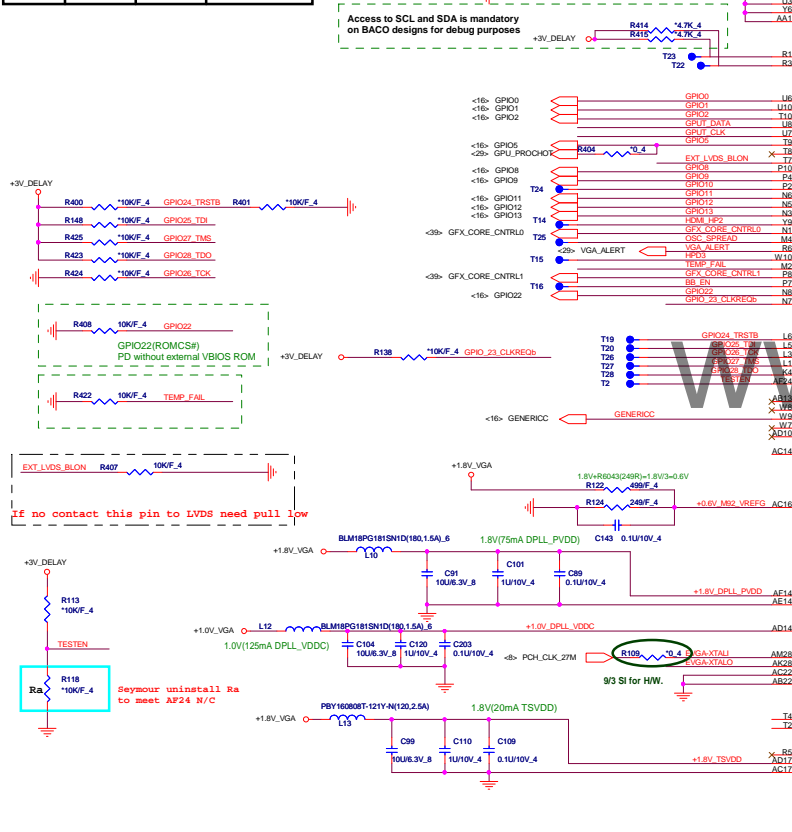 U3
Y6
AA1
Access to SCL and SDA is mandatory
on BACO designs for debug purposes
R414 *4.7K_4
R415 *4.7K_4
+3V_DELAY
T23 R1
T22 R3
<16> GPIO0 GPIO0 U6
<16> GPIO1 GPIO1 U10
<16> GPIO2 GPIO2 T10
GPUT_DATA U8
GPUT_CLK U7
<16> GPIO5 GPIO5 T9
<29> GPU_PROCHOT R404 *0_4 T8
EXT_LVDS_BLON T7
<16> GPIO8 GPIO8 P10
<16> GPIO9 GPIO9 P4
T24 GPIO10 P2
<16> GPIO11 GPIO11 N6
<16> GPIO12 GPIO12 N5
<16> GPIO13 GPIO13 N3
T14 HDMI_HP2 Y9
<39> GFX_CORE_CNTRL0 GFX_CORE_CNTRL0 N1
T25 OSC_SPREAD M4
<29> VGA_ALERT VGA_ALERT R6
T15 HPD3 W10
TEMP_FAIL M2
<39> GFX_CORE_CNTRL1 GFX_CORE_CNTRL1 P8
T16 BB_EN P7
<16> GPIO22 GPIO22 N8
GPIO_23_CLKREQb N7
+3V_DELAY
R400 *10K/F_4 GPIO24_TRSTB R401 *10K/F_4
R148 *10K/F_4 GPIO25_TDI
R425 *10K/F_4 GPIO27_TMS
R423 *10K/F_4 GPIO28_TDO
R424 *10K/F_4 GPIO26_TCK
R408 10K/F_4 GPIO22
GPIO22(ROMCS#)
PD without external VBIOS ROM
+3V_DELAY R138 *10K/F_4 GPIO_23_CLKREQb
R422 10K/F_4 TEMP_FAIL
T19 GPIO24_TRSTB L6
T20 GPIO25_TDI L5
T26 GPIO26_TCK L3
T27 GPIO27_TMS L1
T28 GPIO28_TDO K4
T2 TESTEN AF24
AB13
W8
<16> GENERICC GENERICC W9
W7
AD10
AC14
EXT_LVDS_BLON R407 10K/F_4
If no contact this pin to LVDS need pull low
+1.8V_VGA
1.8V+R6043(249R)=1.8V/3=0.6V
R122 499/F_4
R124 249/F_4
+0.6V_M92_VREFG AC16
C143 0.1U/10V_4
BLM18PG181SN1D(180,1.5A)_6
+1.8V_VGA L10 1.8V(75mA DPLL_PVDD)
C91 10U/6.3V_8
C101 1U/10V_4
C89 0.1U/10V_4
+1.8V_DPLL_PVDD AF14
AE14
+3V_DELAY
R113
*10K/F_4
TESTEN
Ra R118
*10K/F_4
Seymour uninstall Ra
to meet AF24 N/C
+1.0V_VGA L12 BLM18PG181SN1D(180,1.5A)_6 +1.0V_DPLL_VDDC AD14
1.0V(125mA DPLL_VDDC)
C104 10U/6.3V_8
C120 1U/10V_4
C203 0.1U/10V_4
<8> PCH_CLK_27M R109 *0_4 EVGA-XTALI AM28
EVGA-XTALO AK28
AC22
AB22
9/3 SI for H/W.
PBY160808T-121Y-N(120,2.5A)
+1.8V_VGA L13 1.8V(20mA TSVDD)
C99 10U/6.3V_8
C110 1U/10V_4
C109 0.1U/10V_4
T4
T2
R5
+1.8V_TSVDD AD17
AC17